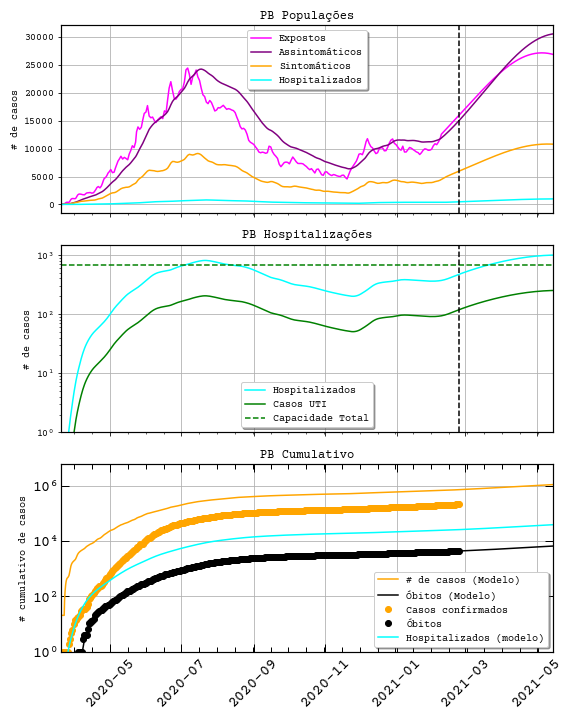 PB Populações
# de casos
30000
25000
20000
15000
10000
5000
0
Expostos
Assintomáticos
Sintomáticos
Hospitalizados
PB Hospitalizações
# de casos
10³
10²
10¹
10⁰
Hospitalizados
Casos UTI
Capacidade Total
PB Cumulativo
# cumulativo de casos
10⁶
10⁴
10²
10⁰
# de casos (Modelo)
Óbitos (Modelo)
Casos confirmados
Óbitos
Hospitalizados (modelo)
2020-05
2020-07
2020-09
2020-11
2021-01
2021-03
2021-05